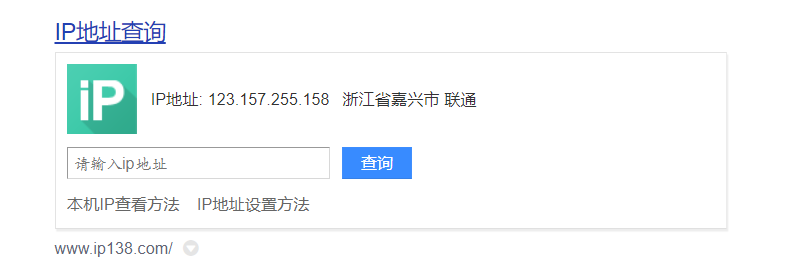 IP地址查询
iP
IP地址: 123.157.255.158 浙江省嘉兴市 联通
请输入ip地址 查询
本机IP查看方法 IP地址设置方法
www.ip138.com/